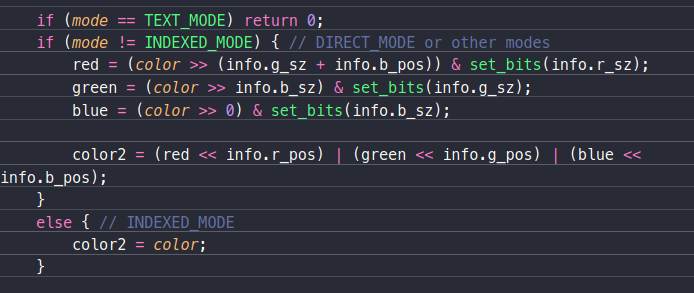 if (mode == TEXT_MODE) return 0;
if (mode != INDEXED_MODE) { // DIRECT_MODE or other modes
red = (color >> (info.g_sz + info.b_pos)) & set_bits(info.r_sz);
green = (color >> info.b_sz) & set_bits(info.g_sz);
blue = (color >> 0) & set_bits(info.b_sz);
color2 = (red << info.r_pos) | (green << info.g_pos) | (blue <<
info.b_pos);
}
else { // INDEXED_MODE
color2 = color;
}